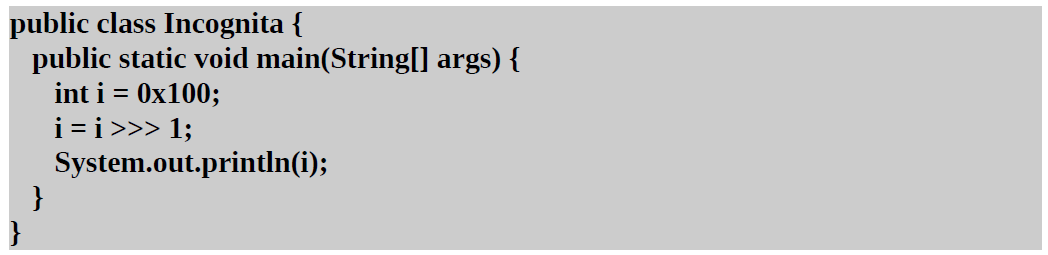 public class Incognita {
public static void main(String[] args) {
int i = 0x100;
i = i >>> 1;
System.out.println(i);
}
}